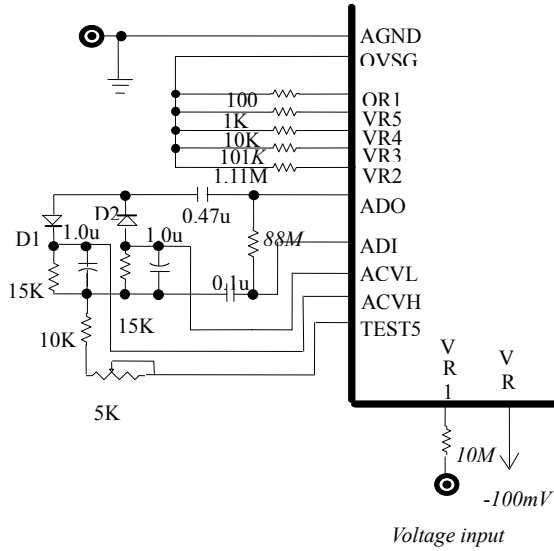 AGND
OVSG
OR1
100
VR5
1K
VR4
10K
VR3
101K
VR2
1.11M
ADO
D2
0.47u
88M
D1
1.0u
1.0u
ADI
0.1u
ACVL
15K
ACVH
15K
TEST5
10K
5K
V
R
1
V
R
10M
-100mV
Voltage input